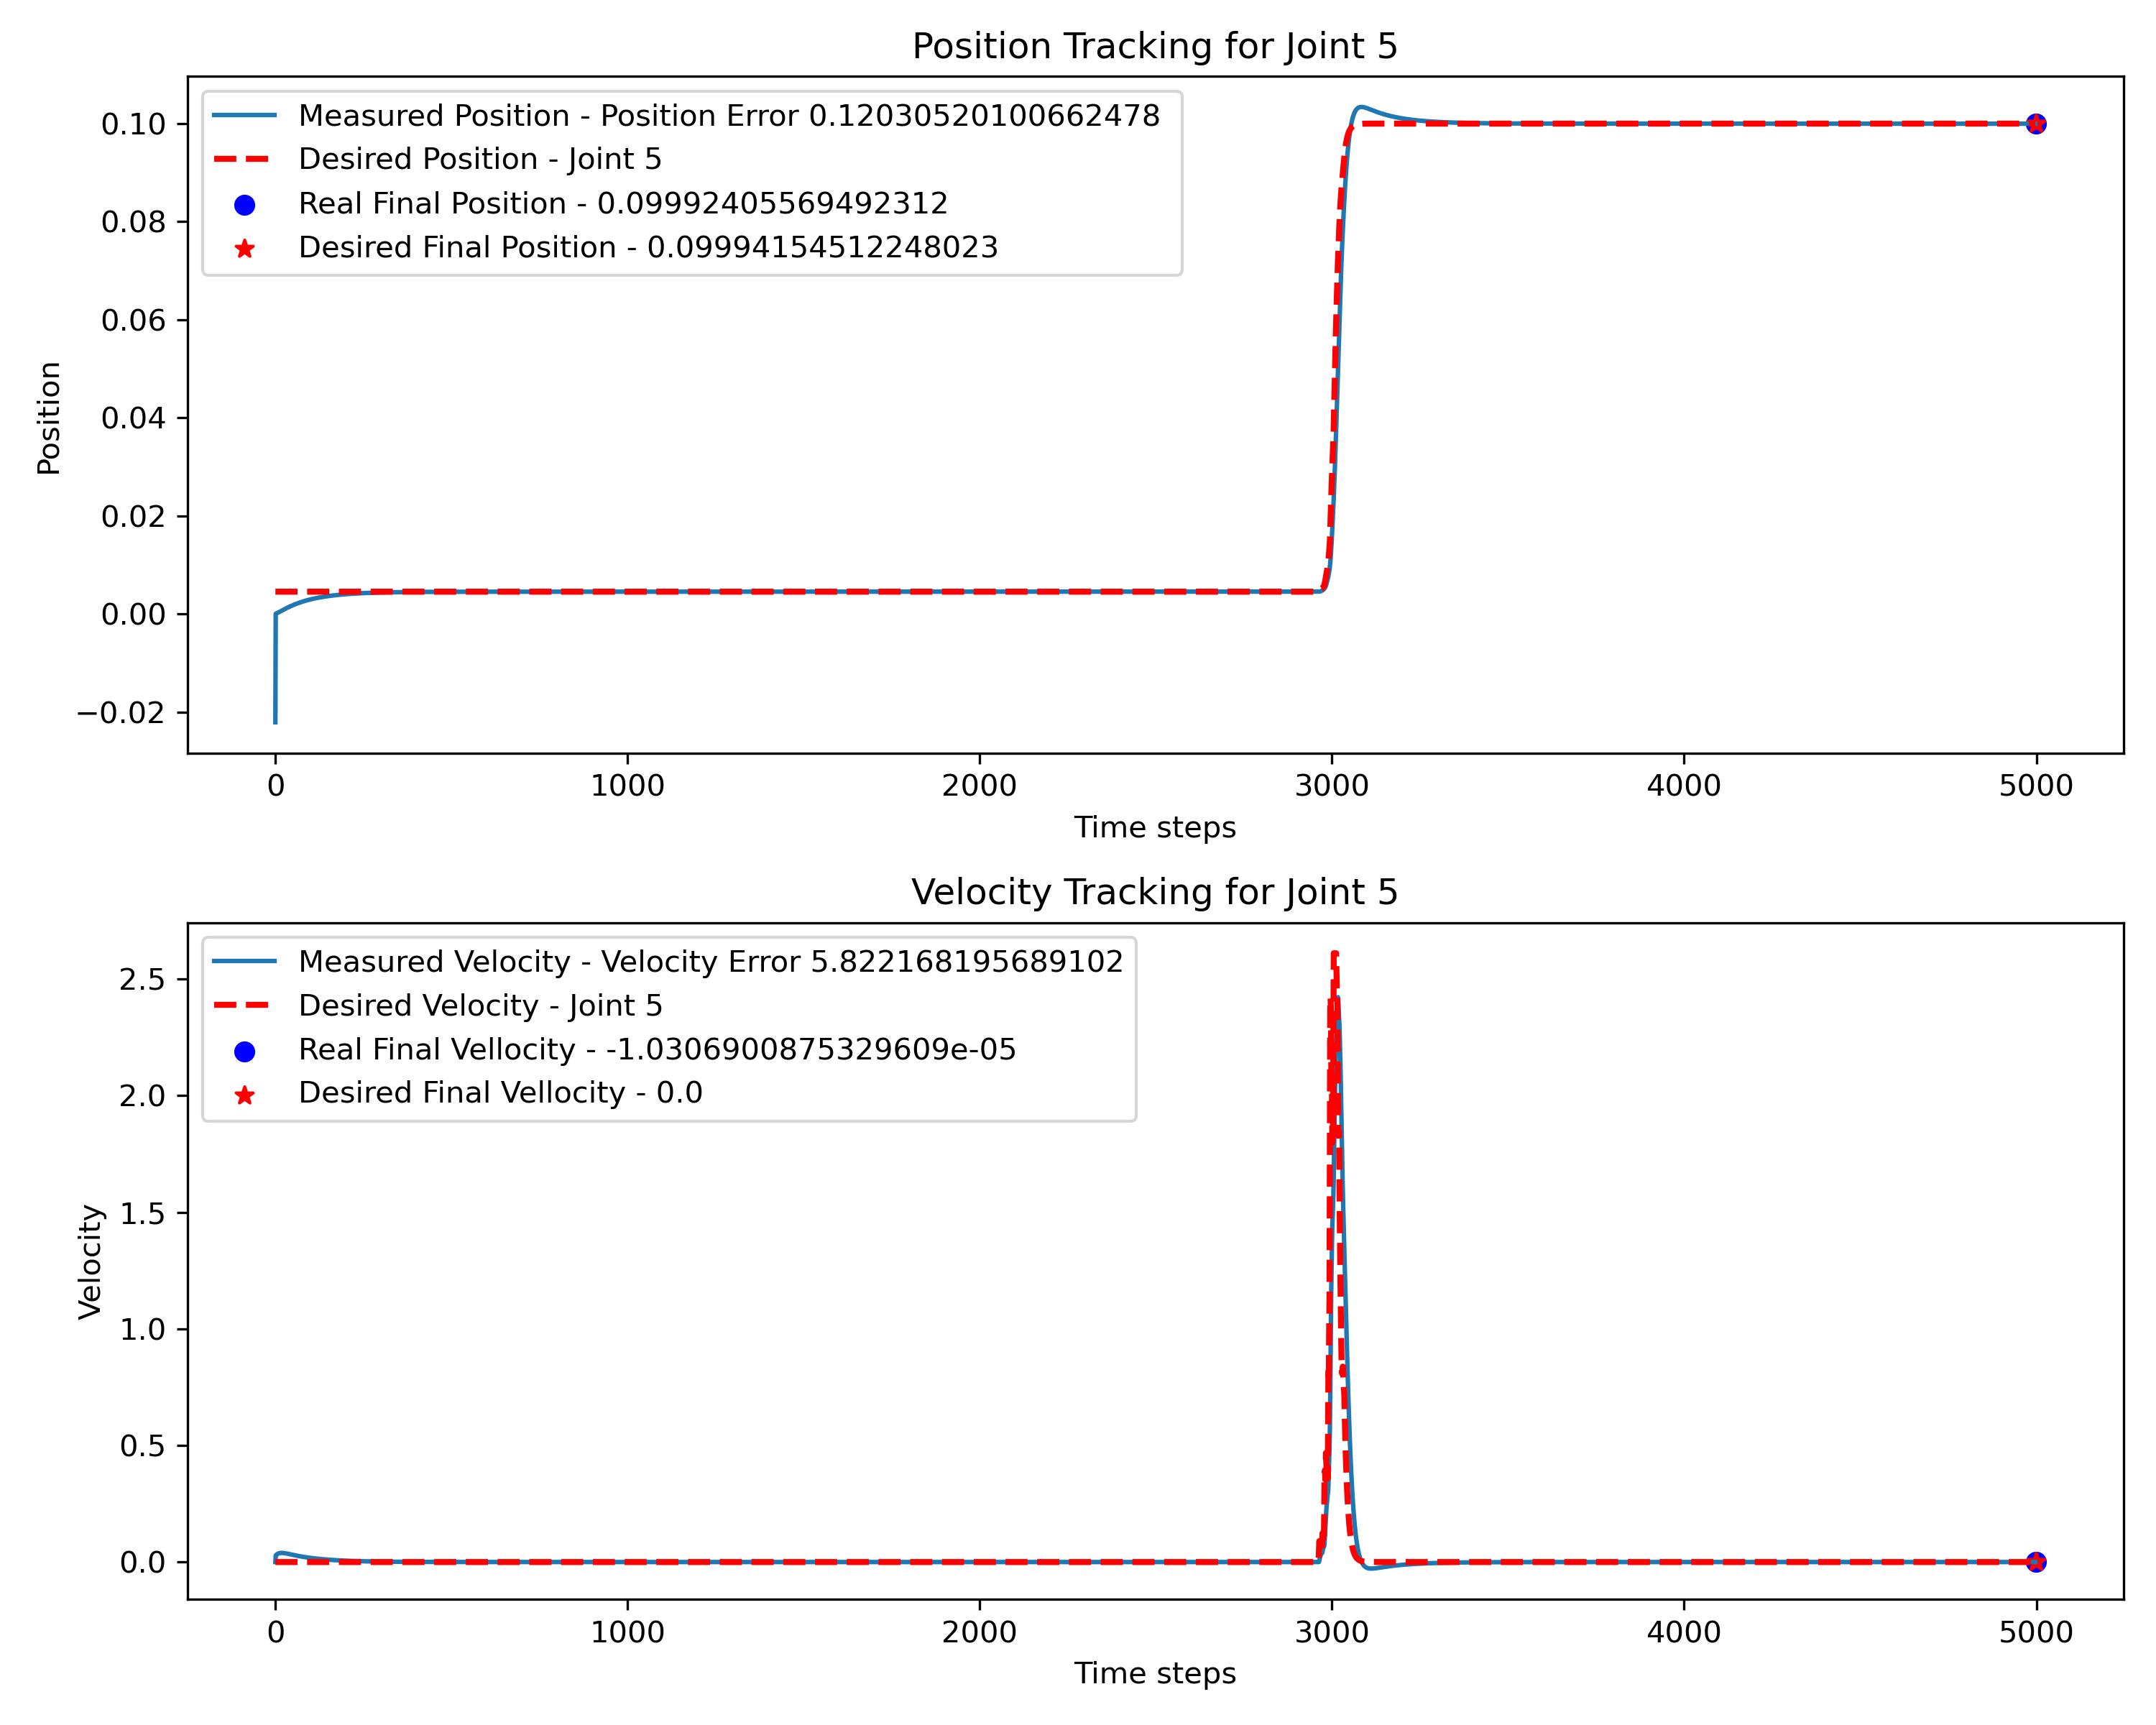 Position Tracking for Joint 5
Measured Position - Position Error 0.12030520100662478
Desired Position - Joint 5
Real Final Position - 0.09992405569492312
Desired Final Position - 0.09994154512248023
0.10
0.08
0.06
0.04
0.02
0.00
−0.02
Position
0 1000 2000 3000 4000 5000
Time steps
Velocity Tracking for Joint 5
Measured Velocity - Velocity Error 5.822168195689102
Desired Velocity - Joint 5
Real Final Vellocity - -1.0306900875329609e-05
Desired Final Vellocity - 0.0
2.5
2.0
1.5
1.0
0.5
0.0
Velocity
0 1000 2000 3000 4000 5000
Time steps